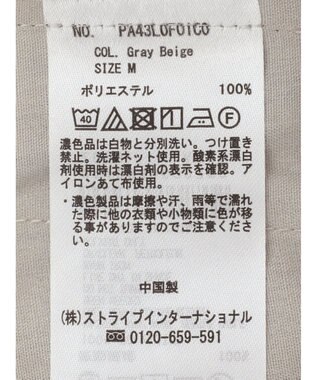 NO. PA43L0F01C0
COL. Gray Beige
SIZE M
ポリエステル 100%
40
濃色品は白物と分別洗い。つけ置き
禁止。洗濯ネット使用。酸素系漂白
剤使用時は漂白剤の表示を確認。ア
イロンあて布使用。
・濃色製品は摩擦や汗、雨等で濡れ
た際に他の衣類や小物類に色が移
る事がありますのでご注意くださ
い。
中国製
(株)ストライプインターナショナル
0120-659-591